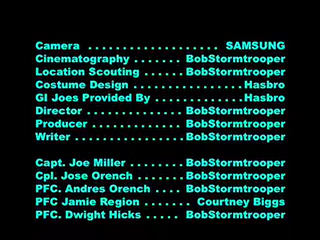 Camera .................. SAMSUNG
Cinematography ....... BobStormtrooper
Location Scouting ...... BobStormtrooper
Costume Design ............... Hasbro
GI Joes Provided By ............ Hasbro
Director ............. BobStormtrooper
Producer ............ BobStormtrooper
Writer ............... BobStormtrooper
Capt. Joe Miller ........ BobStormtrooper
Cpl. Jose Orench ...... BobStormtrooper
PFC. Andres Orench .... BobStormtrooper
PFC Jamie Region ....... Courtney Biggs
PFC. Dwight Hicks ..... BobStormtrooper